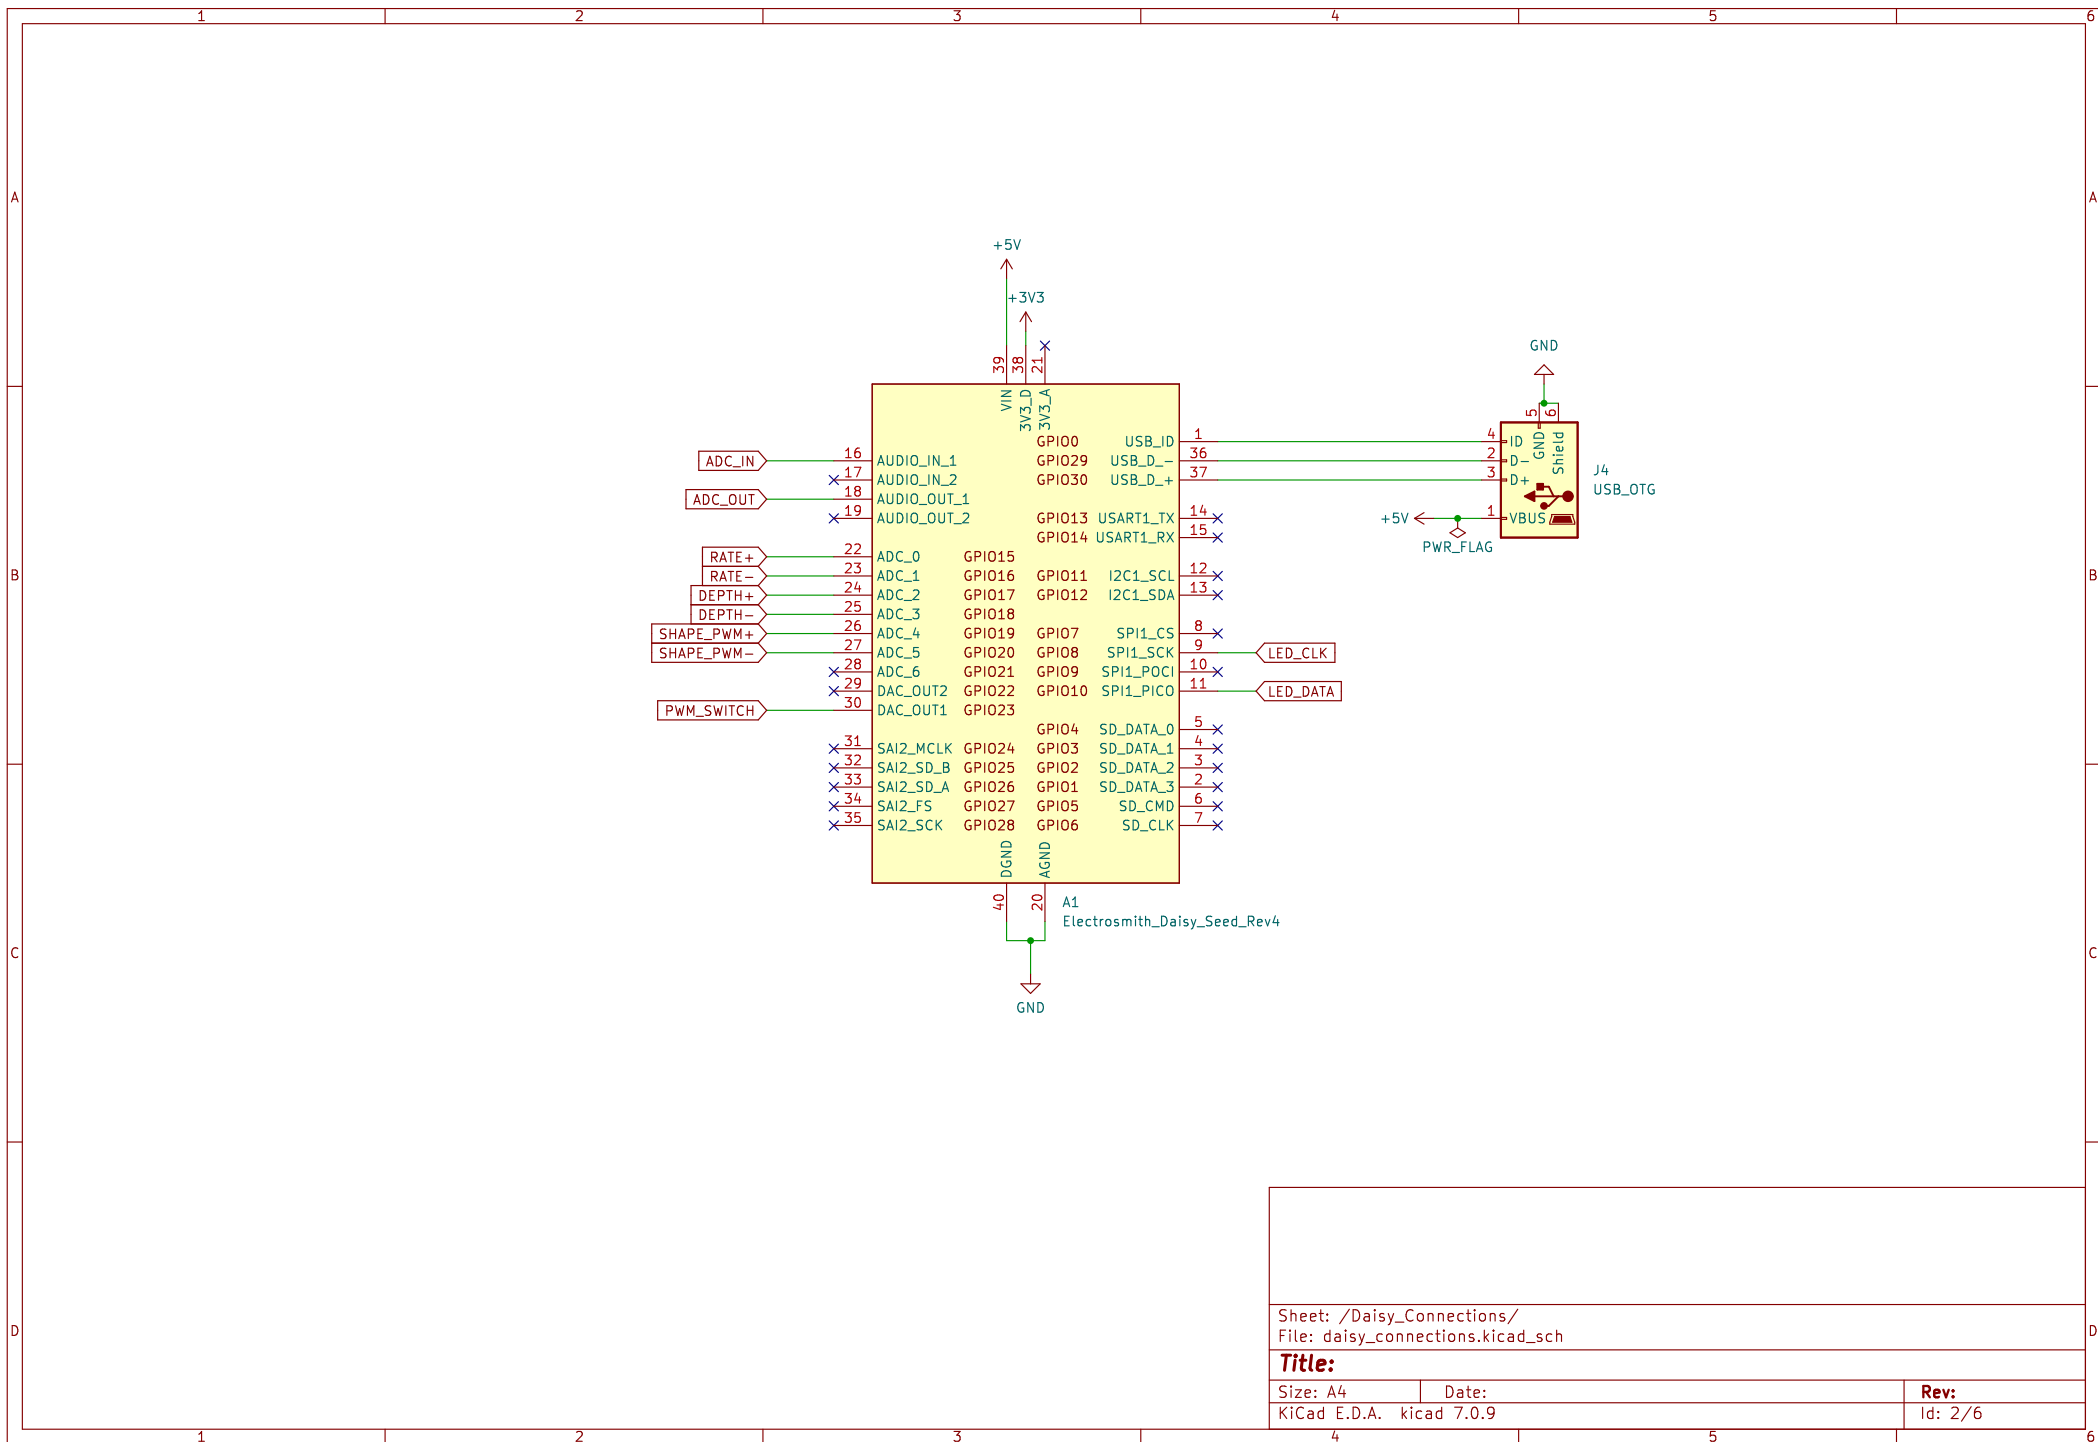 1 2 3 4 5 6
A A
+5V
+3V3
39 38 21
VIN 3V3_D 3V3_A
GND
5 6
GND Shield
GPIO0 USB_ID 1 4 ID
ADC_IN 16 AUDIO_IN_1 GPIO29 USB_D_- 36 2 D-
17 AUDIO_IN_2 GPIO30 USB_D_+ 37 3 D+
J4
USB_OTG
ADC_OUT 18 AUDIO_OUT_1
19 AUDIO_OUT_2 GPIO13 USART1_TX 14 +5V 1 VBUS
GPIO14 USART1_RX 15 PWR_FLAG
RATE+ 22 ADC_0 GPIO15
B RATE- 23 ADC_1 GPIO16 GPIO11 I2C1_SCL 12 B
DEPTH+ 24 ADC_2 GPIO17 GPIO12 I2C1_SDA 13
DEPTH- 25 ADC_3 GPIO18
SHAPE_PWM+ 26 ADC_4 GPIO19 GPIO7 SPI1_CS 8
SHAPE_PWM- 27 ADC_5 GPIO20 GPIO8 SPI1_SCK 9 LED_CLK
28 ADC_6 GPIO21 GPIO9 SPI1_POCI 10
29 DAC_OUT2 GPIO22 GPIO10 SPI1_PICO 11 LED_DATA
PWM_SWITCH 30 DAC_OUT1 GPIO23
GPIO4 SD_DATA_0 5
31 SAI2_MCLK GPIO24 GPIO3 SD_DATA_1 4
32 SAI2_SD_B GPIO25 GPIO2 SD_DATA_2 3
33 SAI2_SD_A GPIO26 GPIO1 SD_DATA_3 2
34 SAI2_FS GPIO27 GPIO5 SD_CMD 6
35 SAI2_SCK GPIO28 GPIO6 SD_CLK 7
DGND AGND
40 20
A1
Electrosmith_Daisy_Seed_Rev4
C C
GND
Sheet: /Daisy_Connections/
File: daisy_connections.kicad_sch
D D
Title:
Size: A4 Date: Rev:
KiCad E.D.A. kicad 7.0.9 Id: 2/6
1 2 3 4 5 6